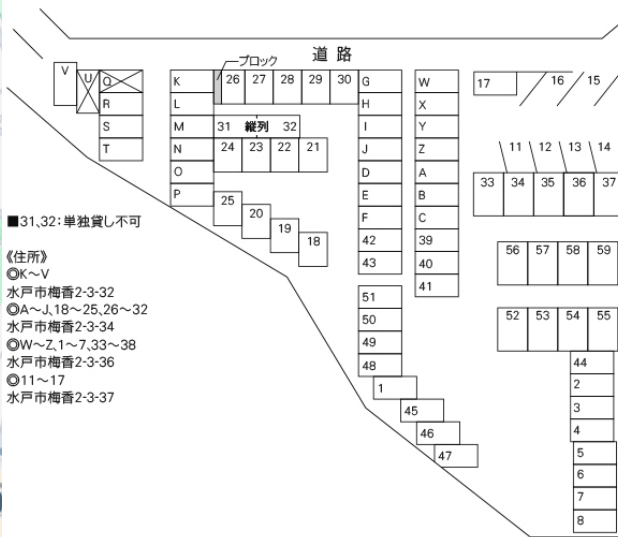 道路
ブロック
V
U
Q
R
S
T
K
L
M
N
O
P
26 27 28 29 30
31 縦列 32
24 23 22 21
25
20
19
18
G
H
I
J
D
E
F
42
43
51
50
49
48
1
45
46
47
W
X
Y
Z
A
B
C
39
40
41
17 16 15
11 12 13 14
33 34 35 36 37
56 57 58 59
52 53 54 55
44
2
3
4
5
6
7
8
■31､32：単独貸し不可
《住所》
◎K～V
水戸市梅香2-3-32
◎A～J､18～25､26～32
水戸市梅香2-3-34
◎W～Z､1～7､33～38
水戸市梅香2-3-36
◎11～17
水戸市梅香2-3-37